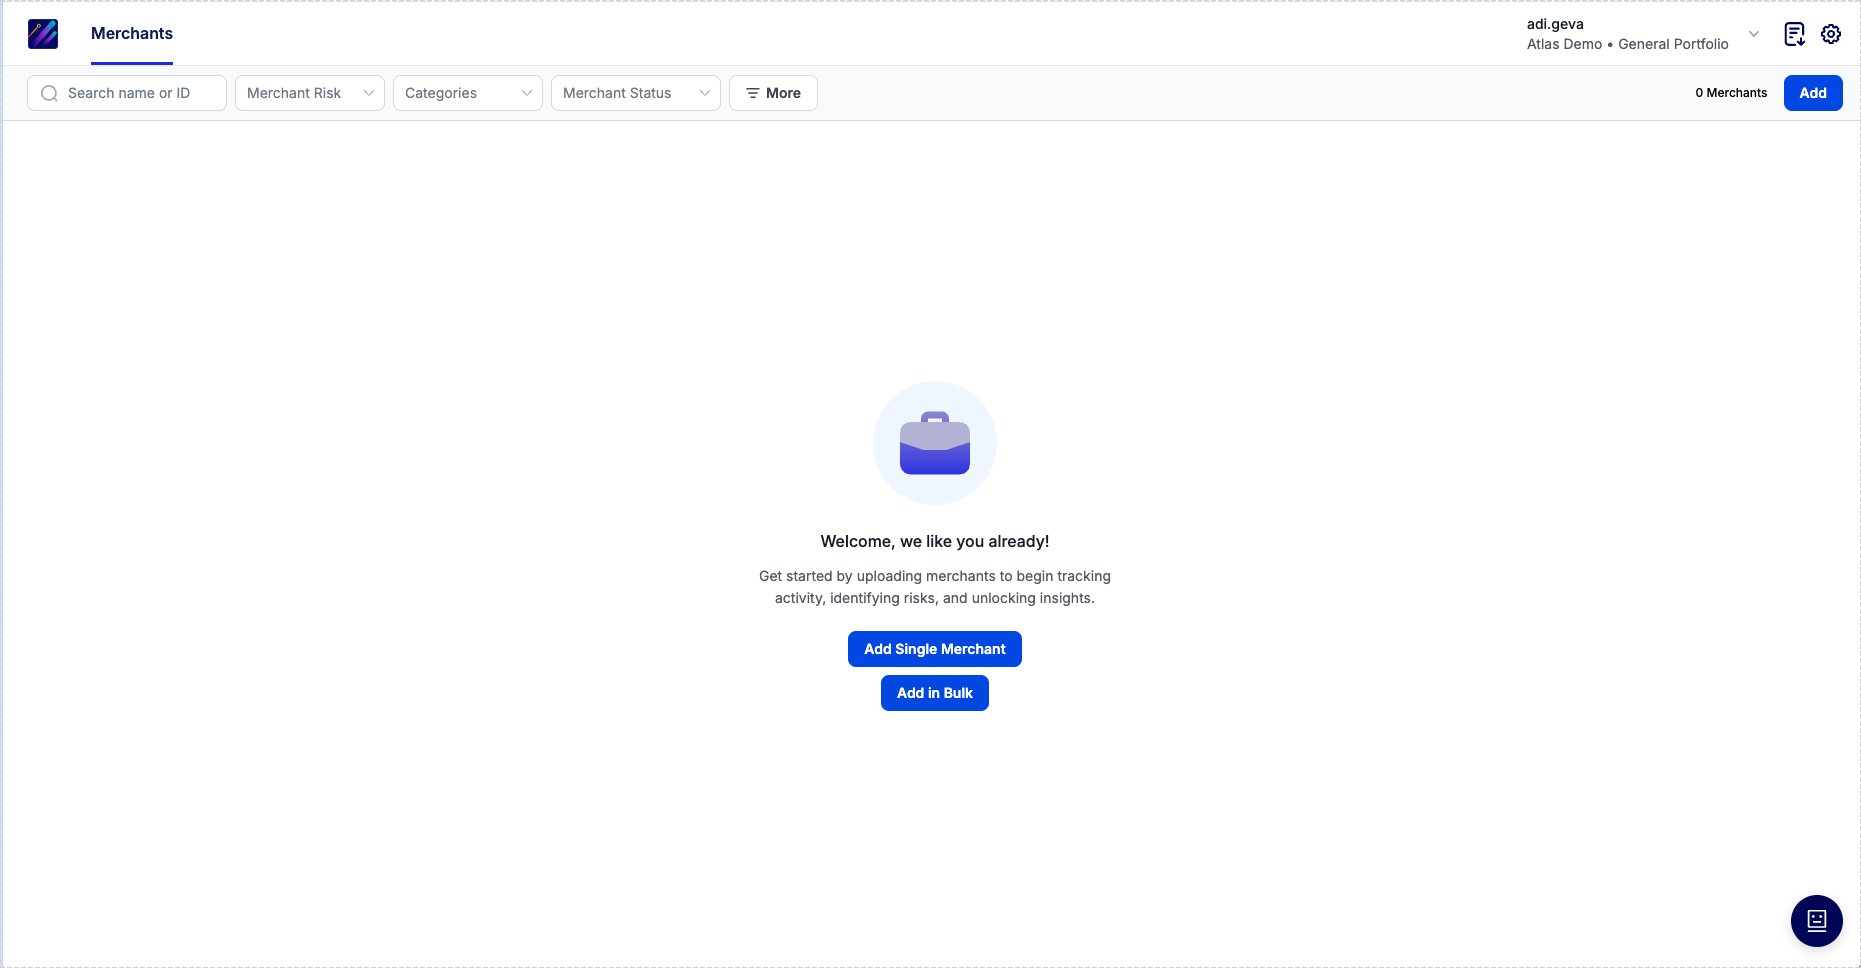 Merchants
adi.geva
Atlas Demo • General Portfolio
Search name or ID
Merchant Risk
Categories
Merchant Status
More
0 Merchants
Add
Welcome, we like you already!
Get started by uploading merchants to begin tracking
activity, identifying risks, and unlocking insights.
Add Single Merchant
Add in Bulk